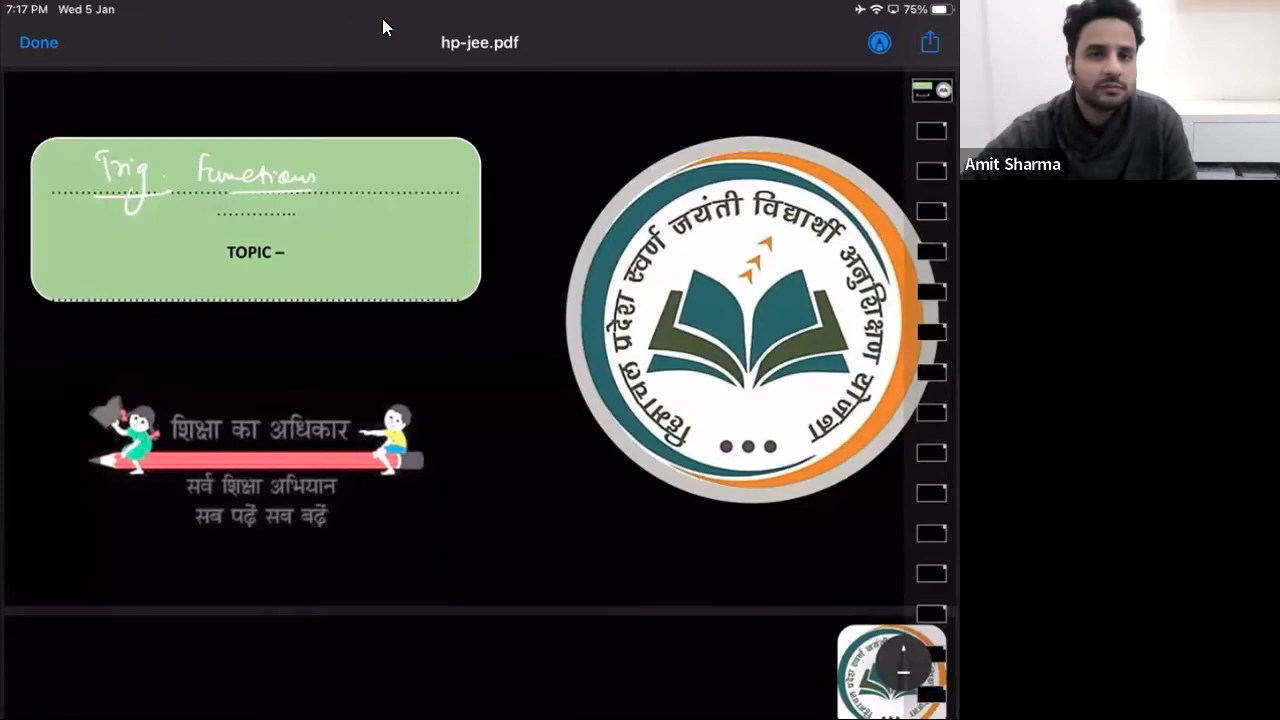 7:17 PM Wed 5 Jan
75%
Done
hp-jee.pdf
Trig. Functions
TOPIC –
हिमाचल प्रदेश स्वर्ण जयंती विद्यार्थी अनुशिक्षण योजना
शिक्षा का अधिकार
सर्व शिक्षा अभियान
सब पढ़ें सब बढ़ें
Amit Sharma